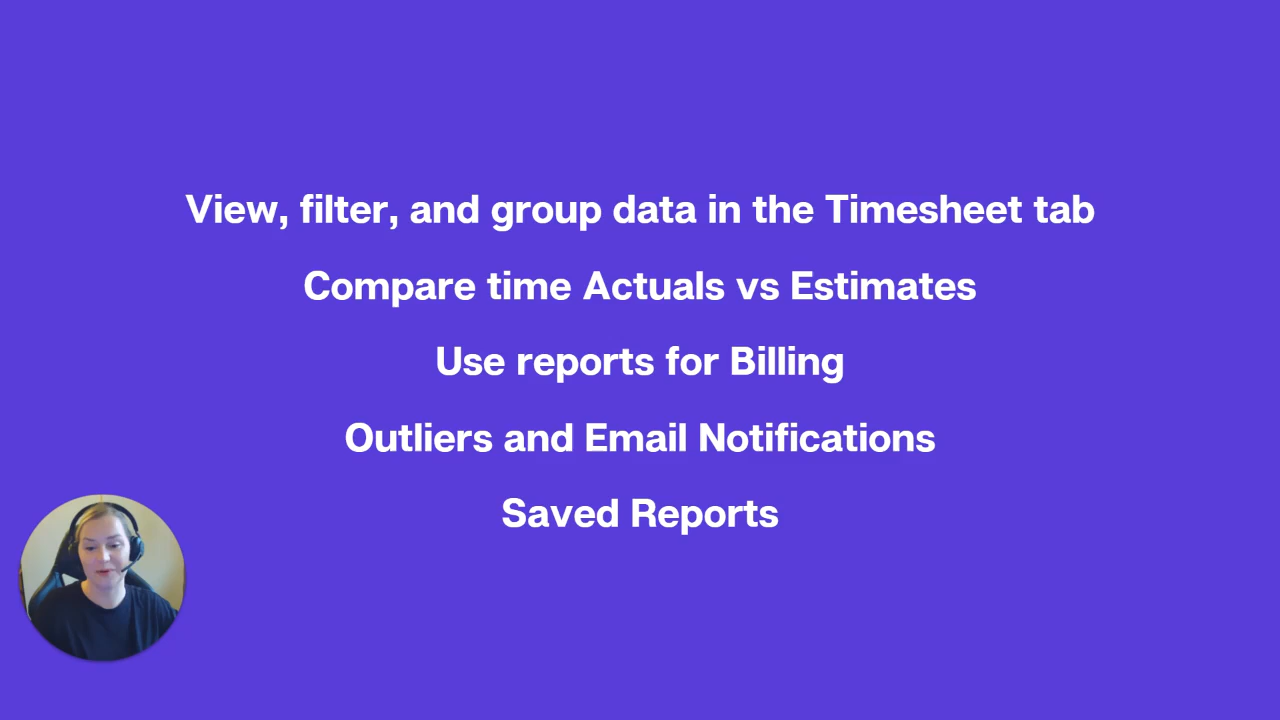 View, filter, and group data in the Timesheet tab
Compare time Actuals vs Estimates
Use reports for Billing
Outliers and Email Notifications
Saved Reports